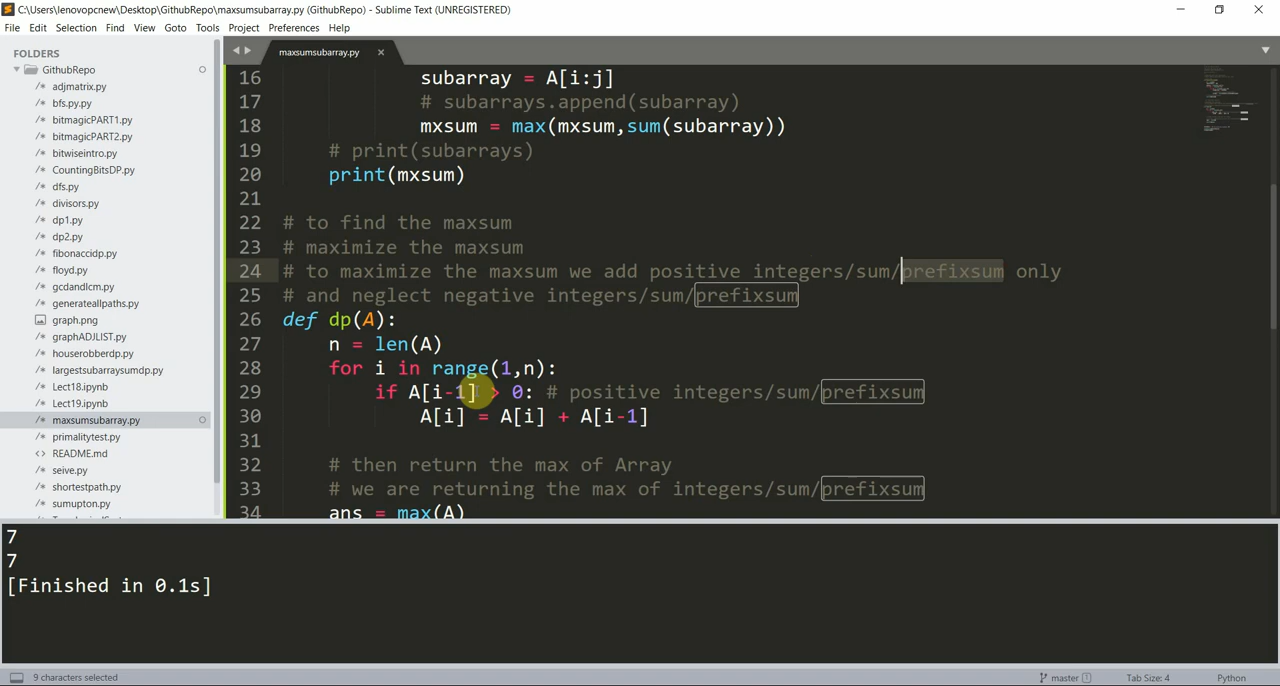 C:\Users\lenovopcnew\Desktop\GithubRepo\maxsumsubarray.py (GithubRepo) - Sublime Text (UNREGISTERED)
File Edit Selection Find View Goto Tools Project Preferences Help
FOLDERS
GithubRepo
adjmatrix.py
bfs.py.py
bitmagicPART1.py
bitmagicPART2.py
bitwiseintro.py
CountingBitsDP.py
dfs.py
divisors.py
dp1.py
dp2.py
fibonaccidp.py
floyd.py
gcdandlcm.py
generateallpaths.py
graph.png
graphADJLIST.py
houserobberdp.py
largestsubarraysumdp.py
Lect18.ipynb
Lect19.ipynb
maxsumsubarray.py
primalitytest.py
README.md
seive.py
shortestpath.py
sumupton.py
maxsumsubarray.py
16 subarray = A[i:j]
17 # subarrays.append(subarray)
18 mxsum = max(mxsum,sum(subarray))
19 # print(subarrays)
20 print(mxsum)
21
22 # to find the maxsum
23 # maximize the maxsum
24 # to maximize the maxsum we add positive integers/sum/prefixsum only
25 # and neglect negative integers/sum/prefixsum
26 def dp(A):
27 n = len(A)
28 for i in range(1,n):
29 if A[i-1] > 0: # positive integers/sum/prefixsum
30 A[i] = A[i] + A[i-1]
31
32 # then return the max of Array
33 # we are returning the max of integers/sum/prefixsum
34 ans = max(A)
7
7
[Finished in 0.1s]
9 characters selected
master 1 Tab Size: 4 Python